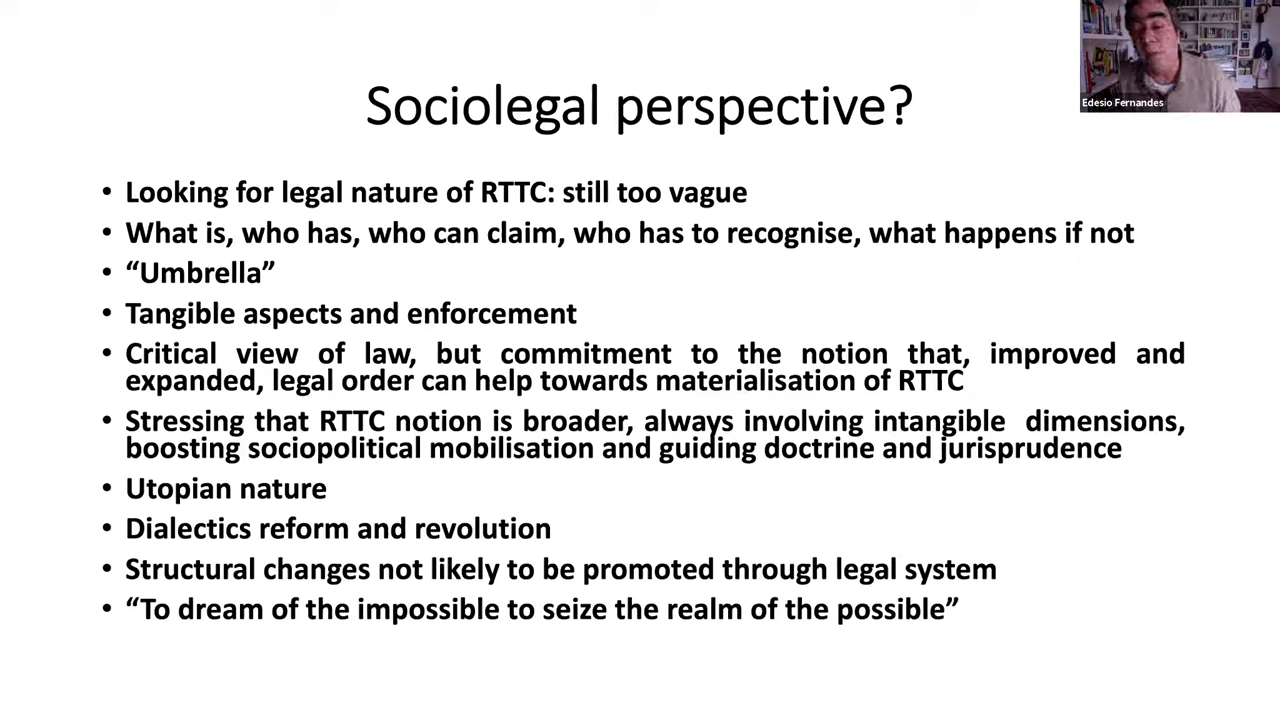 Edesio Fernandes
Sociolegal perspective?
• Looking for legal nature of RTTC: still too vague
• What is, who has, who can claim, who has to recognise, what happens if not
• “Umbrella”
• Tangible aspects and enforcement
• Critical view of law, but commitment to the notion that, improved and
expanded, legal order can help towards materialisation of RTTC
• Stressing that RTTC notion is broader, always involving intangible dimensions,
boosting sociopolitical mobilisation and guiding doctrine and jurisprudence
• Utopian nature
• Dialectics reform and revolution
• Structural changes not likely to be promoted through legal system
• “To dream of the impossible to seize the realm of the possible”